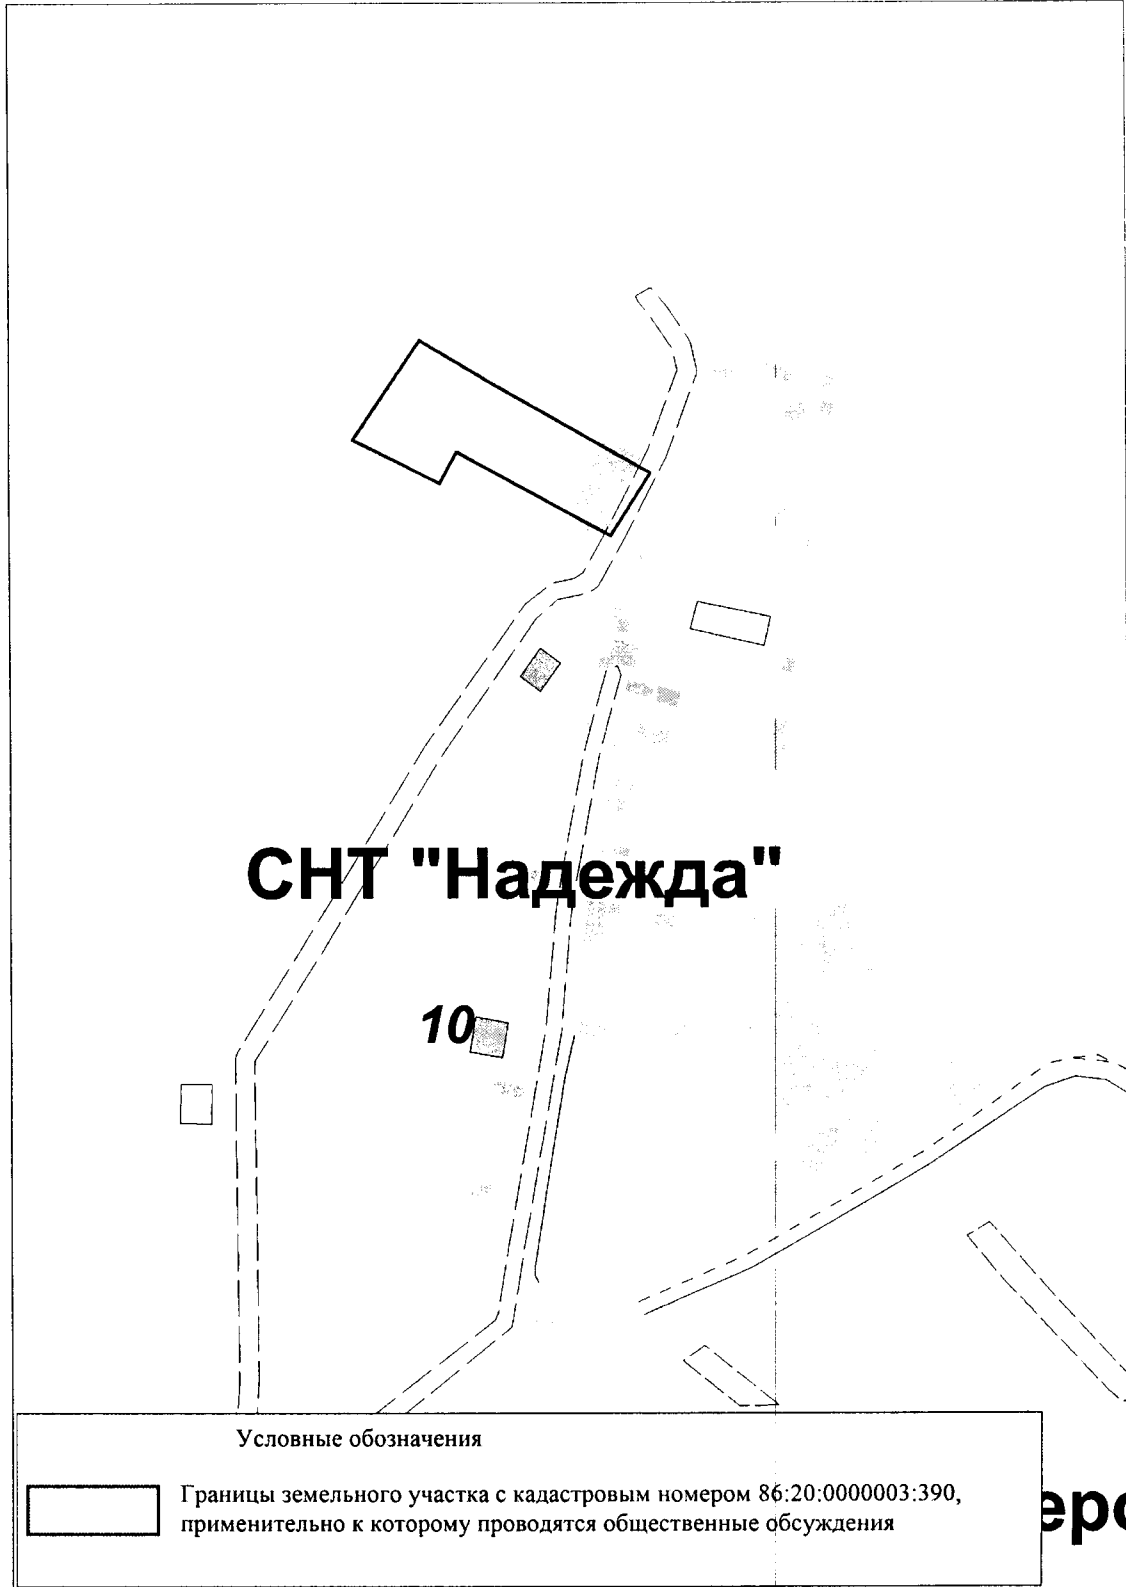 СНТ "Надежда"
10
Условные обозначения
Границы земельного участка с кадастровым номером 86:20:0000003:390,
применительно к которому проводятся общественные обсуждения